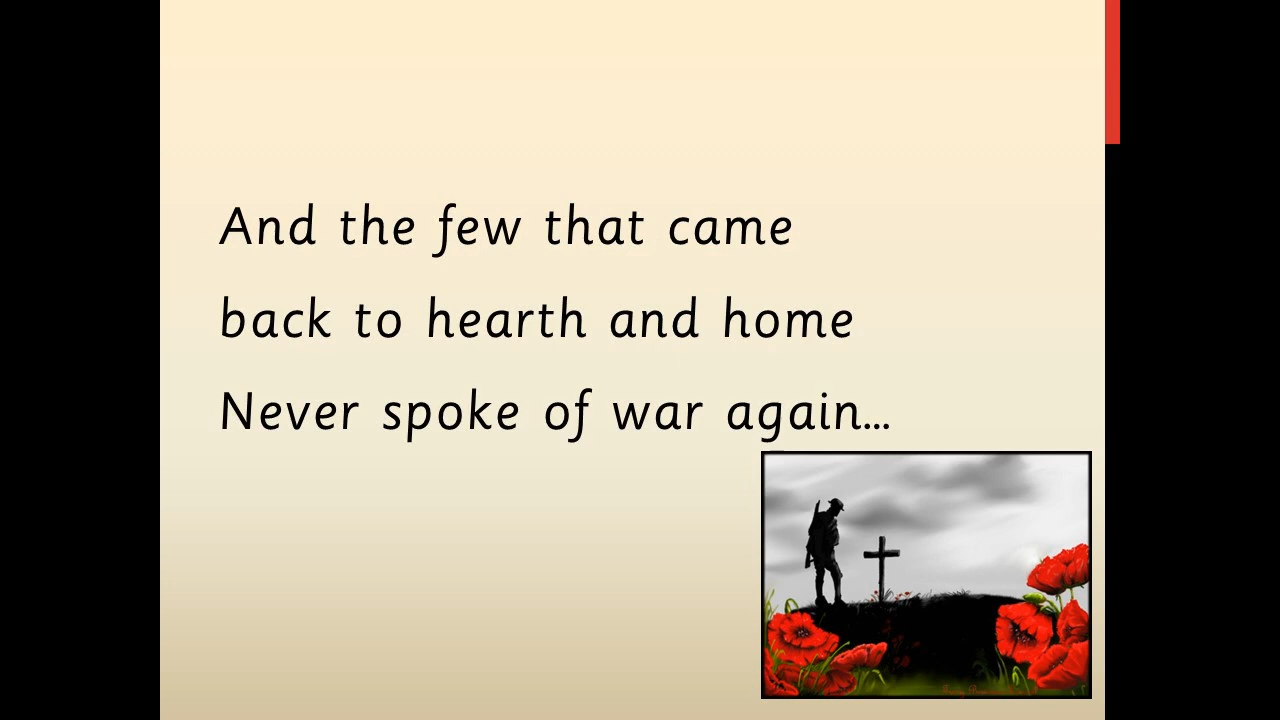 And the few that came
back to hearth and home
Never spoke of war again...